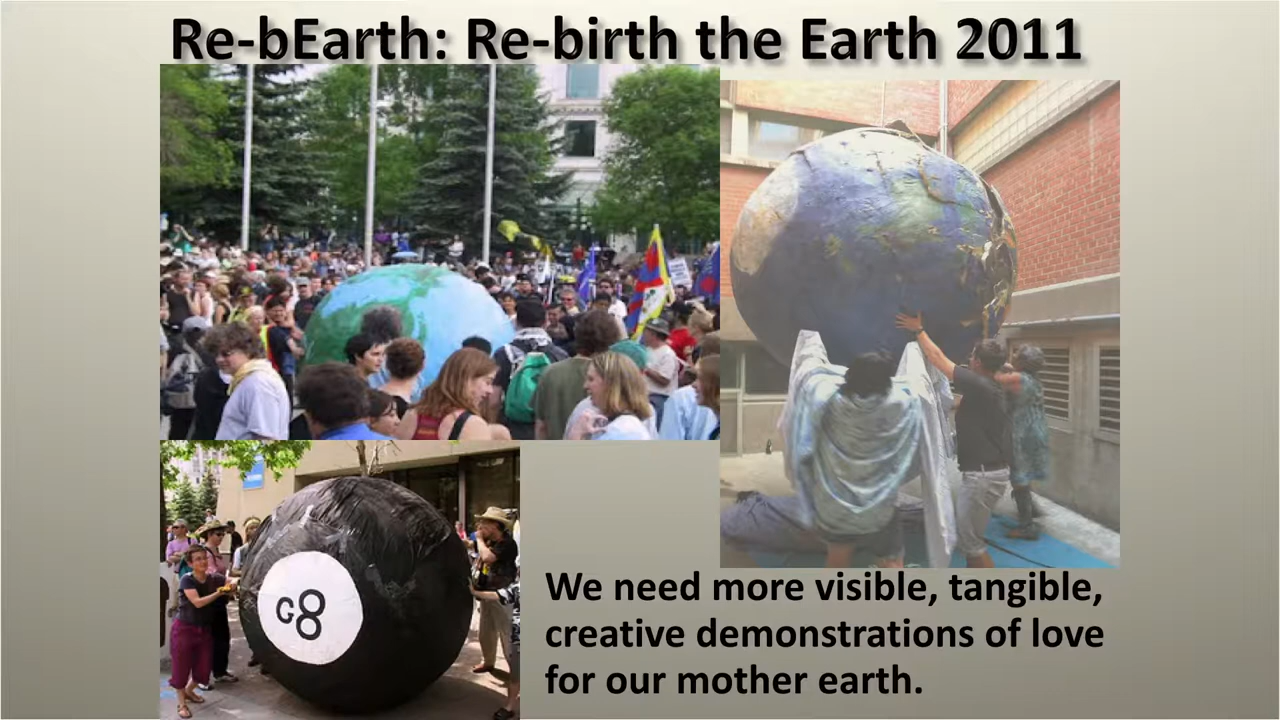 Re-bEarth: Re-birth the Earth 2011
G8
We need more visible, tangible,
creative demonstrations of love
for our mother earth.